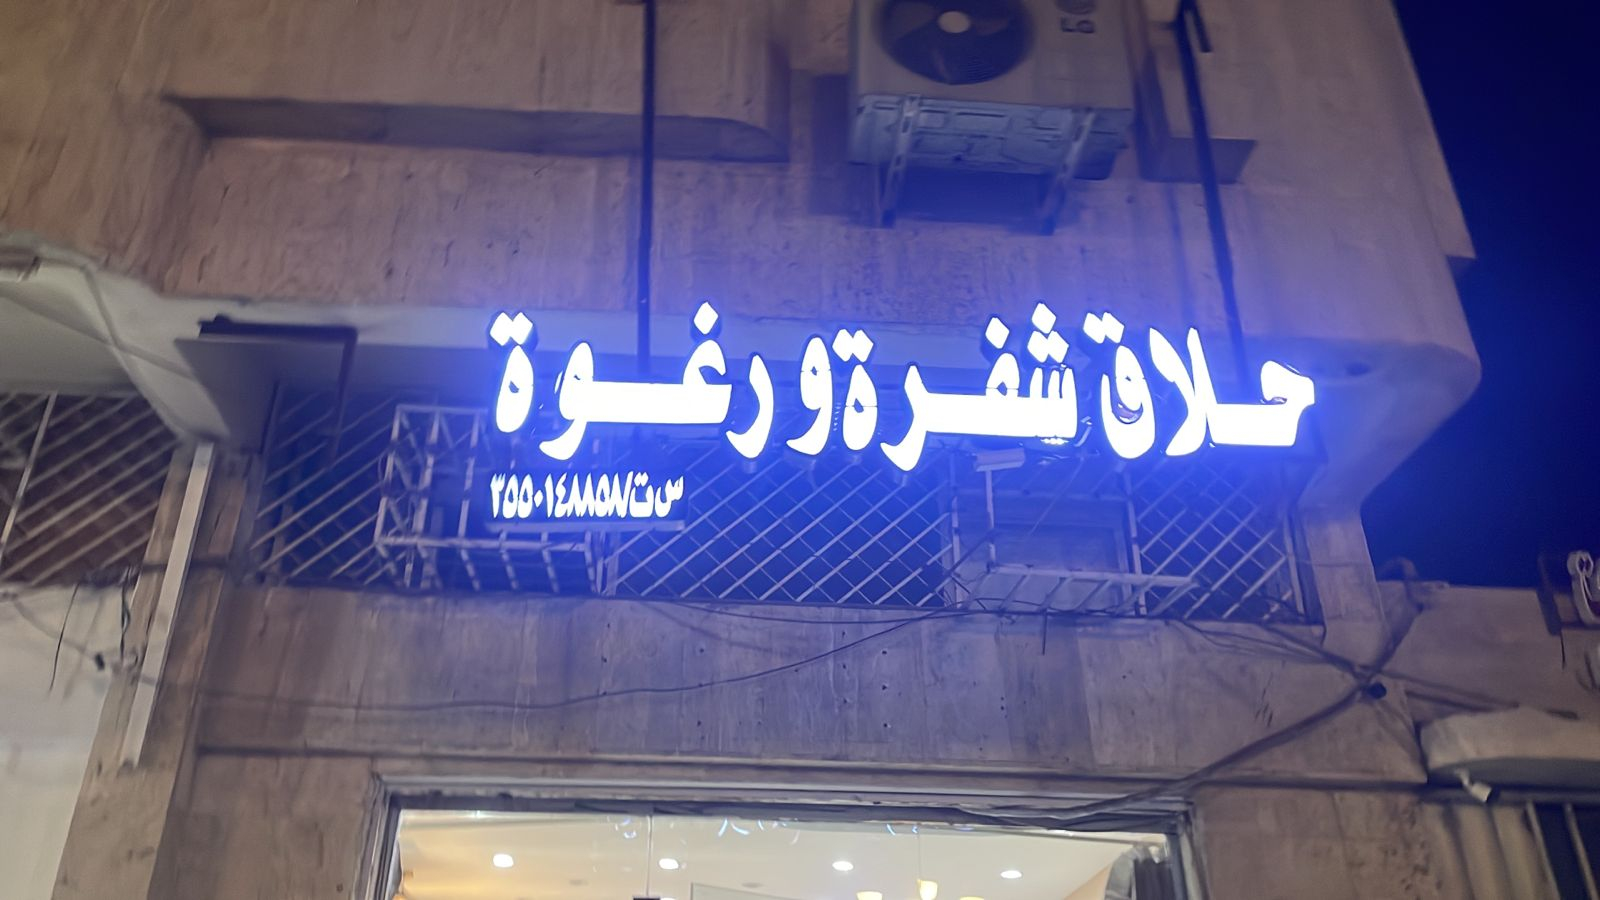 حلاق شفرة و رغوة
س ت/٣٥٥٠١٤٨٨٥٨